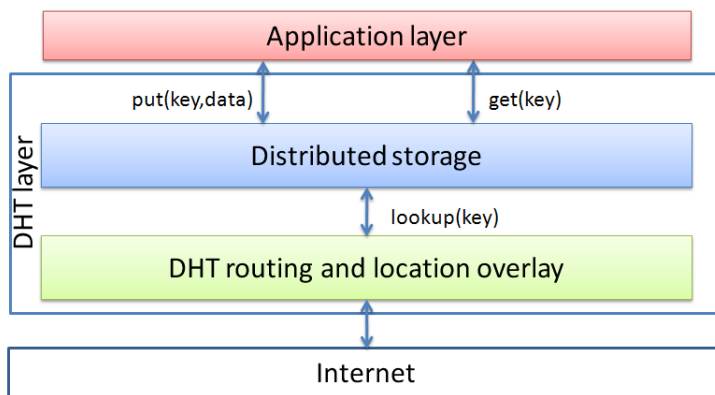 Application layer
put(key,data)
get(key)
DHT layer
Distributed storage
lookup(key)
DHT routing and location overlay
Internet